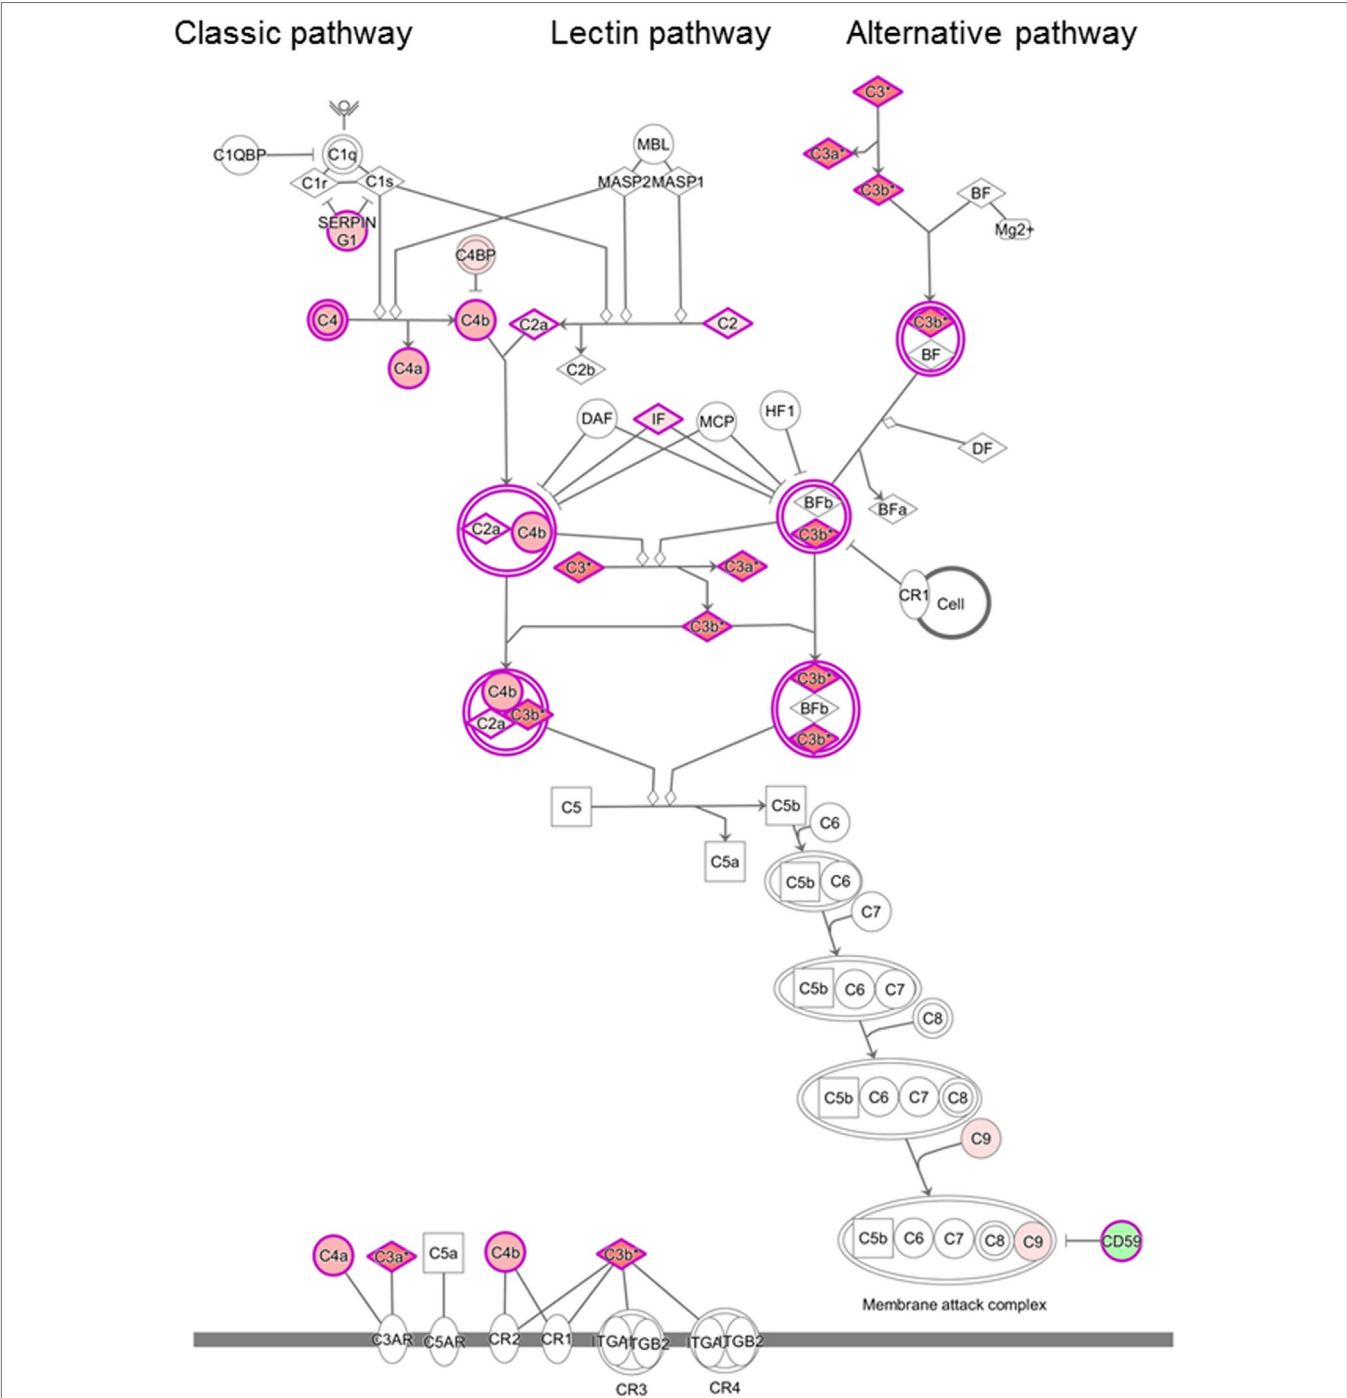 Classic pathway
Lectin pathway
Alternative pathway
C3*
C1QBP
C1q
MBL
C3a*
C1r
C1s
MASP2
MASP1
C3b*
BF
Mg2+
SERPIN
G1
C4BP
C4
C4b
C2a
C2
C3b*
BF
C4a
C2b
DAF
IF
MCP
HF1
DF
BFb
BFa
C2a
C4b
C3b*
C3*
C3a*
CR1
Cell
C3b*
C4b
C3b*
C2a
C3b*
BFb
C3b*
C5
C5b
C6
C5a
C5b
C6
C7
C5b
C6
C7
C8
C5b
C6
C7
C8
C9
C5b
C6
C7
C8
C9
CD59
Membrane attack complex
C4a
C3a*
C5a
C4b
C3b*
C3AR
C5AR
CR2
CR1
ITGB2
ITGB2
CR3
CR4